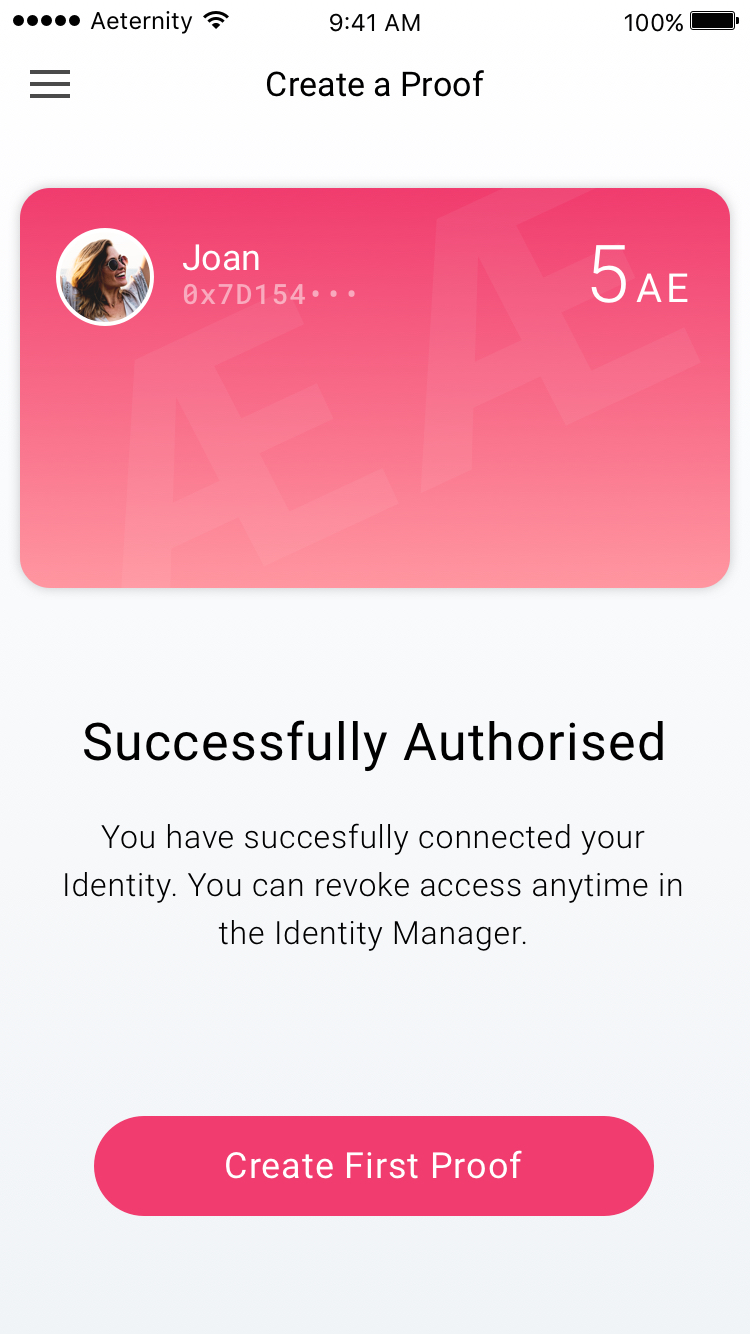 Aeternity 9:41 AM 100%
Create a Proof
Joan
5 AE
0x7D154•••
ÆÆ
Successfully Authorised
You have succesfully connected your
Identity. You can revoke access anytime in
the Identity Manager.
Create First Proof